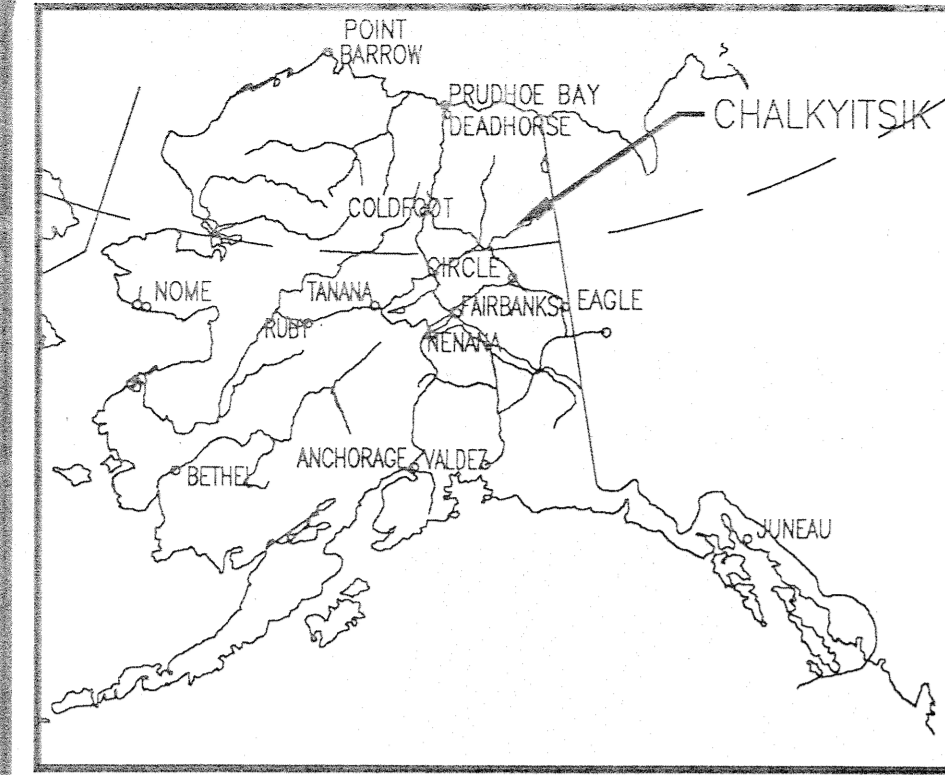 POINT
BARROW
PRUDHOE BAY
DEADHORSE
CHALKYITSIK
COLDFOOT
CIRCLE
NOME
TANANA
FAIRBANKS
EAGLE
RUBY
NENANA
ANCHORAGE
VALDEZ
BETHEL
JUNEAU